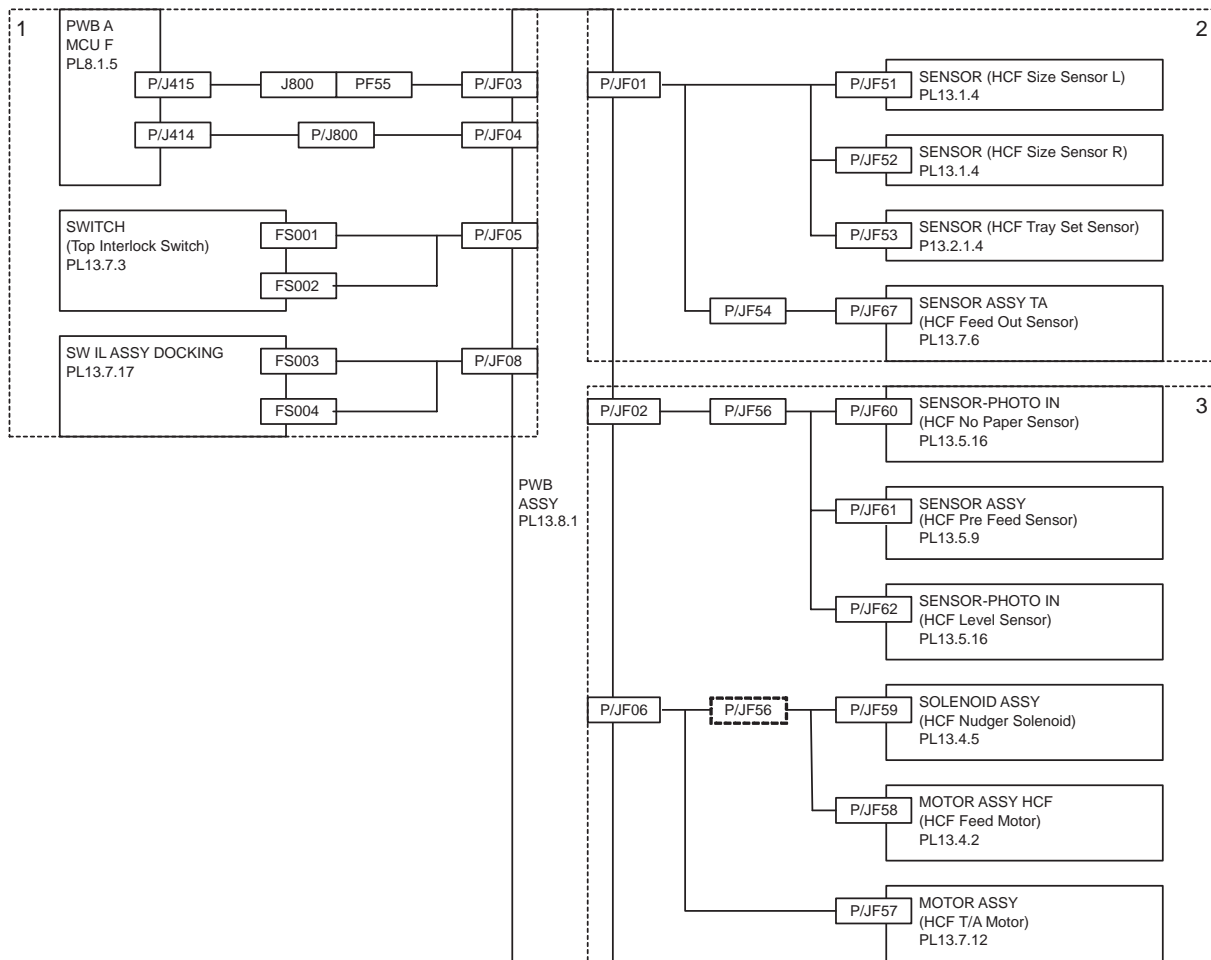 1
PWB A
MCU F
PL8.1.5
P/J415
J800
PF55
P/JF03
P/J414
P/J800
P/JF04
SWITCH
(Top Interlock Switch)
PL13.7.3
FS001
FS002
P/JF05
SW IL ASSY DOCKING
PL13.7.17
FS003
FS004
P/JF08
PWB
ASSY
PL13.8.1
2
P/JF01
P/JF51
SENSOR (HCF Size Sensor L)
PL13.1.4
P/JF52
SENSOR (HCF Size Sensor R)
PL13.1.4
P/JF53
SENSOR (HCF Tray Set Sensor)
P13.2.1.4
P/JF54
P/JF67
SENSOR ASSY TA
(HCF Feed Out Sensor)
PL13.7.6
3
P/JF02
P/JF56
P/JF60
SENSOR-PHOTO IN
(HCF No Paper Sensor)
PL13.5.16
P/JF61
SENSOR ASSY
(HCF Pre Feed Sensor)
PL13.5.9
P/JF62
SENSOR-PHOTO IN
(HCF Level Sensor)
PL13.5.16
P/JF06
P/JF56
P/JF59
SOLENOID ASSY
(HCF Nudger Solenoid)
PL13.4.5
P/JF58
MOTOR ASSY HCF
(HCF Feed Motor)
PL13.4.2
P/JF57
MOTOR ASSY
(HCF T/A Motor)
PL13.7.12